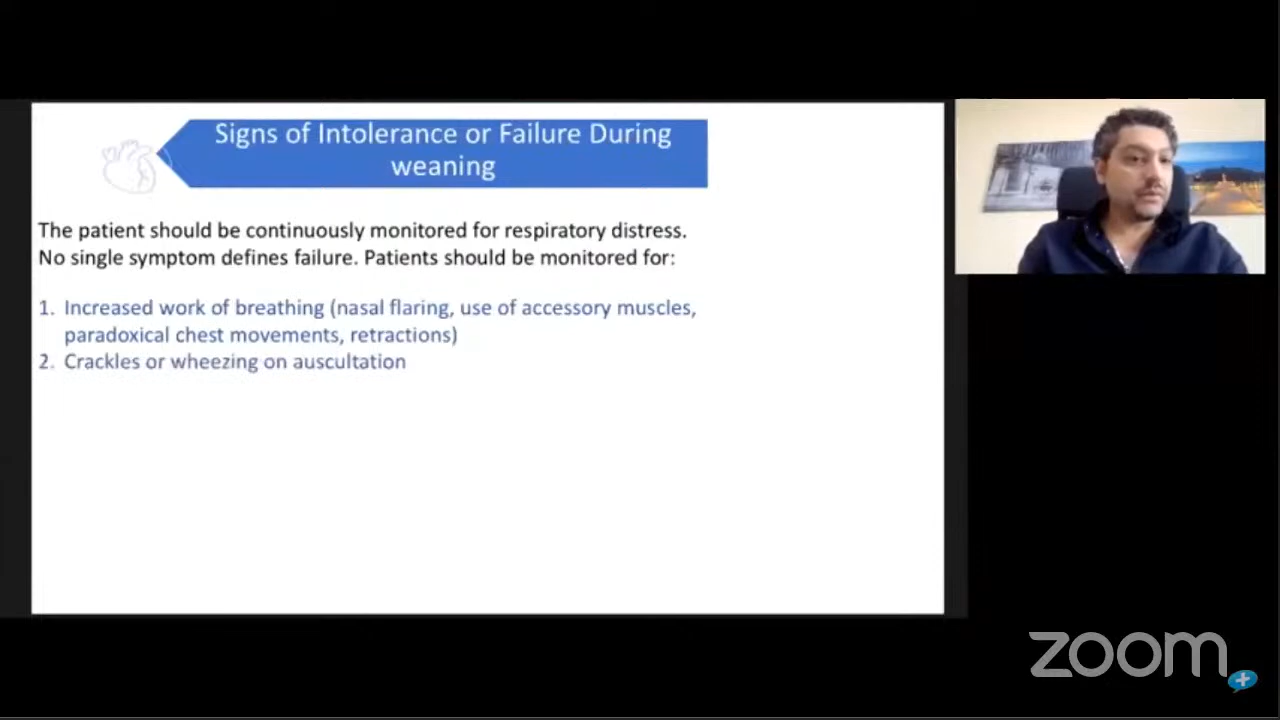 Signs of Intolerance or Failure During
weaning
The patient should be continuously monitored for respiratory distress.
No single symptom defines failure. Patients should be monitored for:
1. Increased work of breathing (nasal flaring, use of accessory muscles,
paradoxical chest movements, retractions)
2. Crackles or wheezing on auscultation
zoom